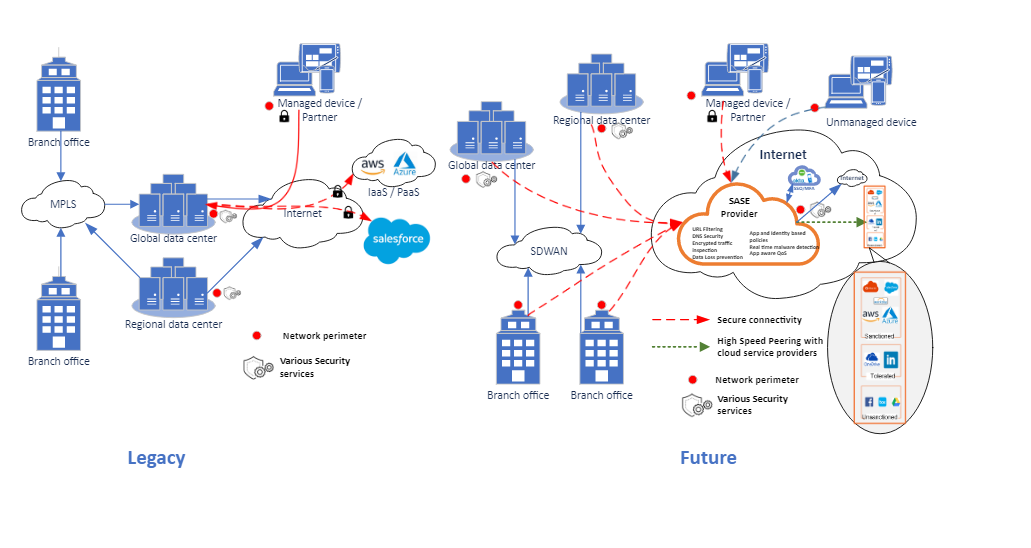 Branch office
MPLS
Branch office
Global data center
Regional data center
Managed device /
Partner
Internet
aws
Azure
IaaS / PaaS
salesforce
Network perimeter
Various Security
services
Legacy
Global data center
Regional data center
SDWAN
Branch office
Branch office
Managed device /
Partner
Unmanaged device
Internet
SASE
Provider
URL Filtering
DNS Security
Encrypted traffic
Inspection
Data Loss prevention
App and Identity based
policies
Real time malware detection
App aware QoS
okta
SSO/MFA
Internet
Secure connectivity
High Speed Peering with
cloud service providers
Network perimeter
Various Security
services
aws
Azure
Sanctioned
OneDrive
in
Tolerated
Unsanctioned
Future